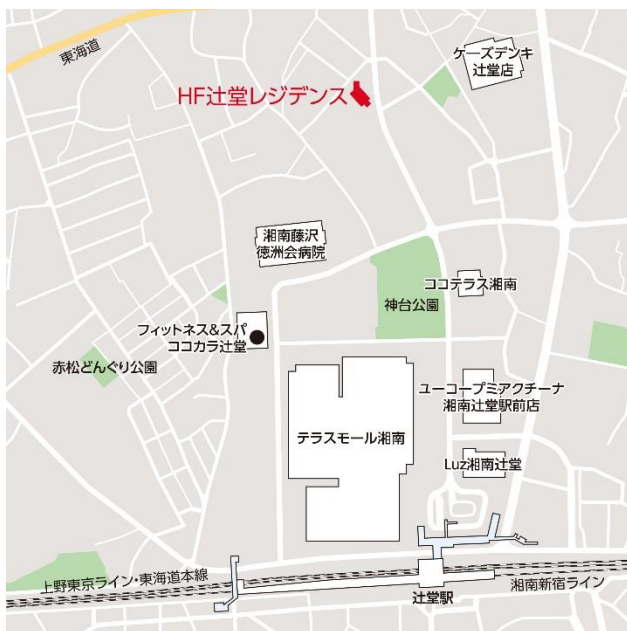 東海道
ケーズデンキ
辻堂店
HF辻堂レジデンス
湘南藤沢
徳洲会病院
ココテラス湘南
神台公園
フィットネス&スパ
ココカラ辻堂
赤松どんぐり公園
ユーコープミアクチーナ
湘南辻堂駅前店
テラスモール湘南
Luz湘南辻堂
上野東京ライン・東海道本線
湘南新宿ライン
辻堂駅